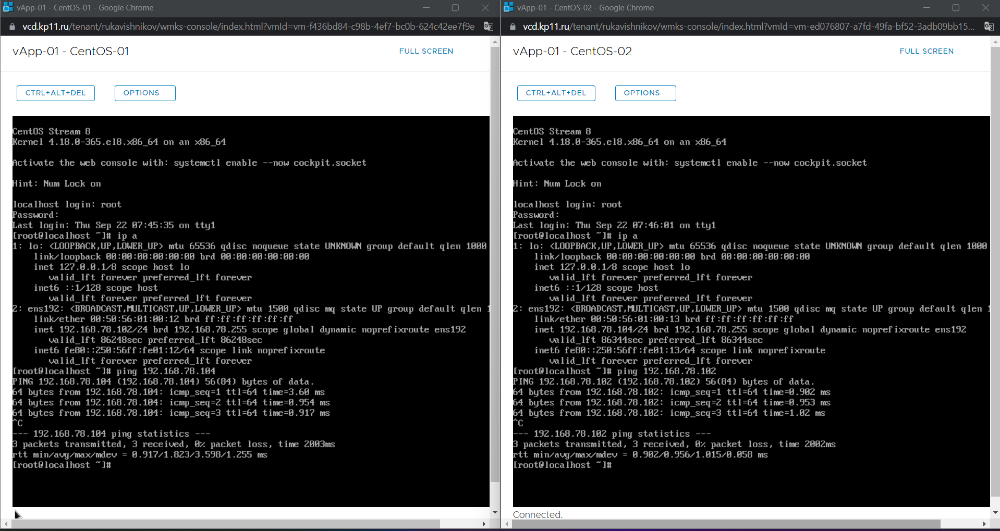 vApp-01 - CentOS-01 - Google Chrome
vcd.kp11.ru/tenant/rukavishnikov/wmks-console/index.html?vmId=vm-f436bd84-c98b-4ef7-bc0b-624c42ee7f9e
vApp-01 - CentOS-01
FULL SCREEN
CTRL+ALT+DEL
OPTIONS
CentOS Stream 8
Kernel 4.18.0-365.el8.x86_64 on an x86_64
Activate the web console with: systemctl enable --now cockpit.socket
Hint: Num Lock on
localhost login: root
Password:
Last login: Thu Sep 22 07:45:35 on tty1
[root@localhost ~]# ip a
1: lo: <LOOPBACK,UP,LOWER_UP> mtu 65536 qdisc noqueue state UNKNOWN group default qlen 1000
link/loopback 00:00:00:00:00:00 brd 00:00:00:00:00:00
inet 127.0.0.1/8 scope host lo
valid_lft forever preferred_lft forever
inet6 ::1/128 scope host
valid_lft forever preferred_lft forever
2: ens192: <BROADCAST,MULTICAST,UP,LOWER_UP> mtu 1500 qdisc mq state UP group default qlen 1
link/ether 00:50:56:01:00:12 brd ff:ff:ff:ff:ff:ff
inet 192.168.78.102/24 brd 192.168.78.255 scope global dynamic noprefixroute ens192
valid_lft 86248sec preferred_lft 86248sec
inet6 fe80::250:56ff:fe01:12/64 scope link noprefixroute
valid_lft forever preferred_lft forever
[root@localhost ~]# ping 192.168.78.104
PING 192.168.78.104 (192.168.78.104) 56(84) bytes of data.
64 bytes from 192.168.78.104: icmp_seq=1 ttl=64 time=3.60 ms
64 bytes from 192.168.78.104: icmp_seq=2 ttl=64 time=0.954 ms
64 bytes from 192.168.78.104: icmp_seq=3 ttl=64 time=0.917 ms
^C
--- 192.168.78.104 ping statistics ---
3 packets transmitted, 3 received, 0% packet loss, time 2003ms
rtt min/avg/max/mdev = 0.917/1.823/3.598/1.255 ms
[root@localhost ~]#
vApp-01 - CentOS-02 - Google Chrome
vcd.kp11.ru/tenant/rukavishnikov/wmks-console/index.html?vmId=vm-ed076807-a7fd-49fa-bf52-3adb09bb15...
vApp-01 - CentOS-02
FULL SCREEN
CTRL+ALT+DEL
OPTIONS
CentOS Stream 8
Kernel 4.18.0-365.el8.x86_64 on an x86_64
Activate the web console with: systemctl enable --now cockpit.socket
Hint: Num Lock on
localhost login: root
Password:
Last login: Thu Sep 22 07:46:01 on tty1
[root@localhost ~]# ip a
1: lo: <LOOPBACK,UP,LOWER_UP> mtu 65536 qdisc noqueue state UNKNOWN group default qlen 1000
link/loopback 00:00:00:00:00:00 brd 00:00:00:00:00:00
inet 127.0.0.1/8 scope host lo
valid_lft forever preferred_lft forever
inet6 ::1/128 scope host
valid_lft forever preferred_lft forever
2: ens192: <BROADCAST,MULTICAST,UP,LOWER_UP> mtu 1500 qdisc mq state UP group default qlen 1
link/ether 00:50:56:01:00:13 brd ff:ff:ff:ff:ff:ff
inet 192.168.78.104/24 brd 192.168.78.255 scope global dynamic noprefixroute ens192
valid_lft 86344sec preferred_lft 86344sec
inet6 fe80::250:56ff:fe01:13/64 scope link noprefixroute
valid_lft forever preferred_lft forever
[root@localhost ~]# ping 192.168.78.102
PING 192.168.78.102 (192.168.78.102) 56(84) bytes of data.
64 bytes from 192.168.78.102: icmp_seq=1 ttl=64 time=0.902 ms
64 bytes from 192.168.78.102: icmp_seq=2 ttl=64 time=0.953 ms
64 bytes from 192.168.78.102: icmp_seq=3 ttl=64 time=1.02 ms
^C
--- 192.168.78.102 ping statistics ---
3 packets transmitted, 3 received, 0% packet loss, time 2002ms
rtt min/avg/max/mdev = 0.902/0.956/1.015/0.058 ms
[root@localhost ~]#
Connected.